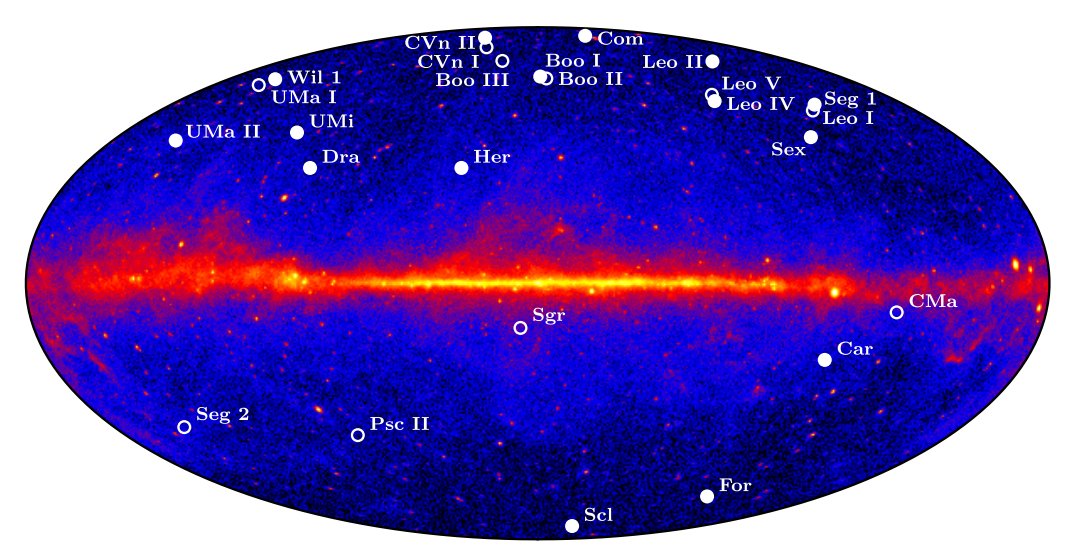 CVn II
Com
CVn I
Boo I
Leo II
Boo III
Boo II
Wil 1
Leo V
UMa I
Seg 1
Leo IV
Leo I
UMi
UMa II
Sex
Dra
Her
CMa
Sgr
Car
Seg 2
Psc II
For
Scl